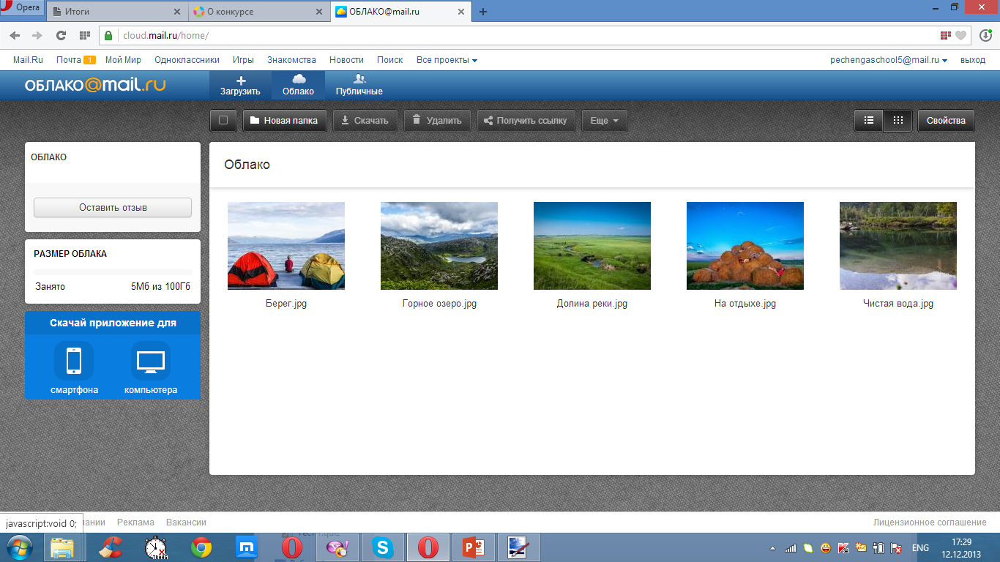 Opera
Итоги
О конкурсе
ОБЛАКО@mail.ru
cloud.mail.ru/home/
Mail.Ru Почта 1 Мой Мир Одноклассники Игры Знакомства Новости Поиск Все проекты pechengaschool5@mail.ru выход
ОБЛАКО@mail.ru
Загрузить Облако Публичные
Новая папка Скачать Удалить Получить ссылку Еще Свойства
ОБЛАКО
Оставить отзыв
РАЗМЕР ОБЛАКА
Занято 5Мб из 100Гб
Скачай приложение для
смартфона компьютера
Облако
Берег.jpg Горное озеро.jpg Долина реки.jpg На отдыхе.jpg Чистая вода.jpg
javascript:void 0; Реклама Вакансии Лицензионное соглашение
TRANS
ENG
17:29
12.12.2013